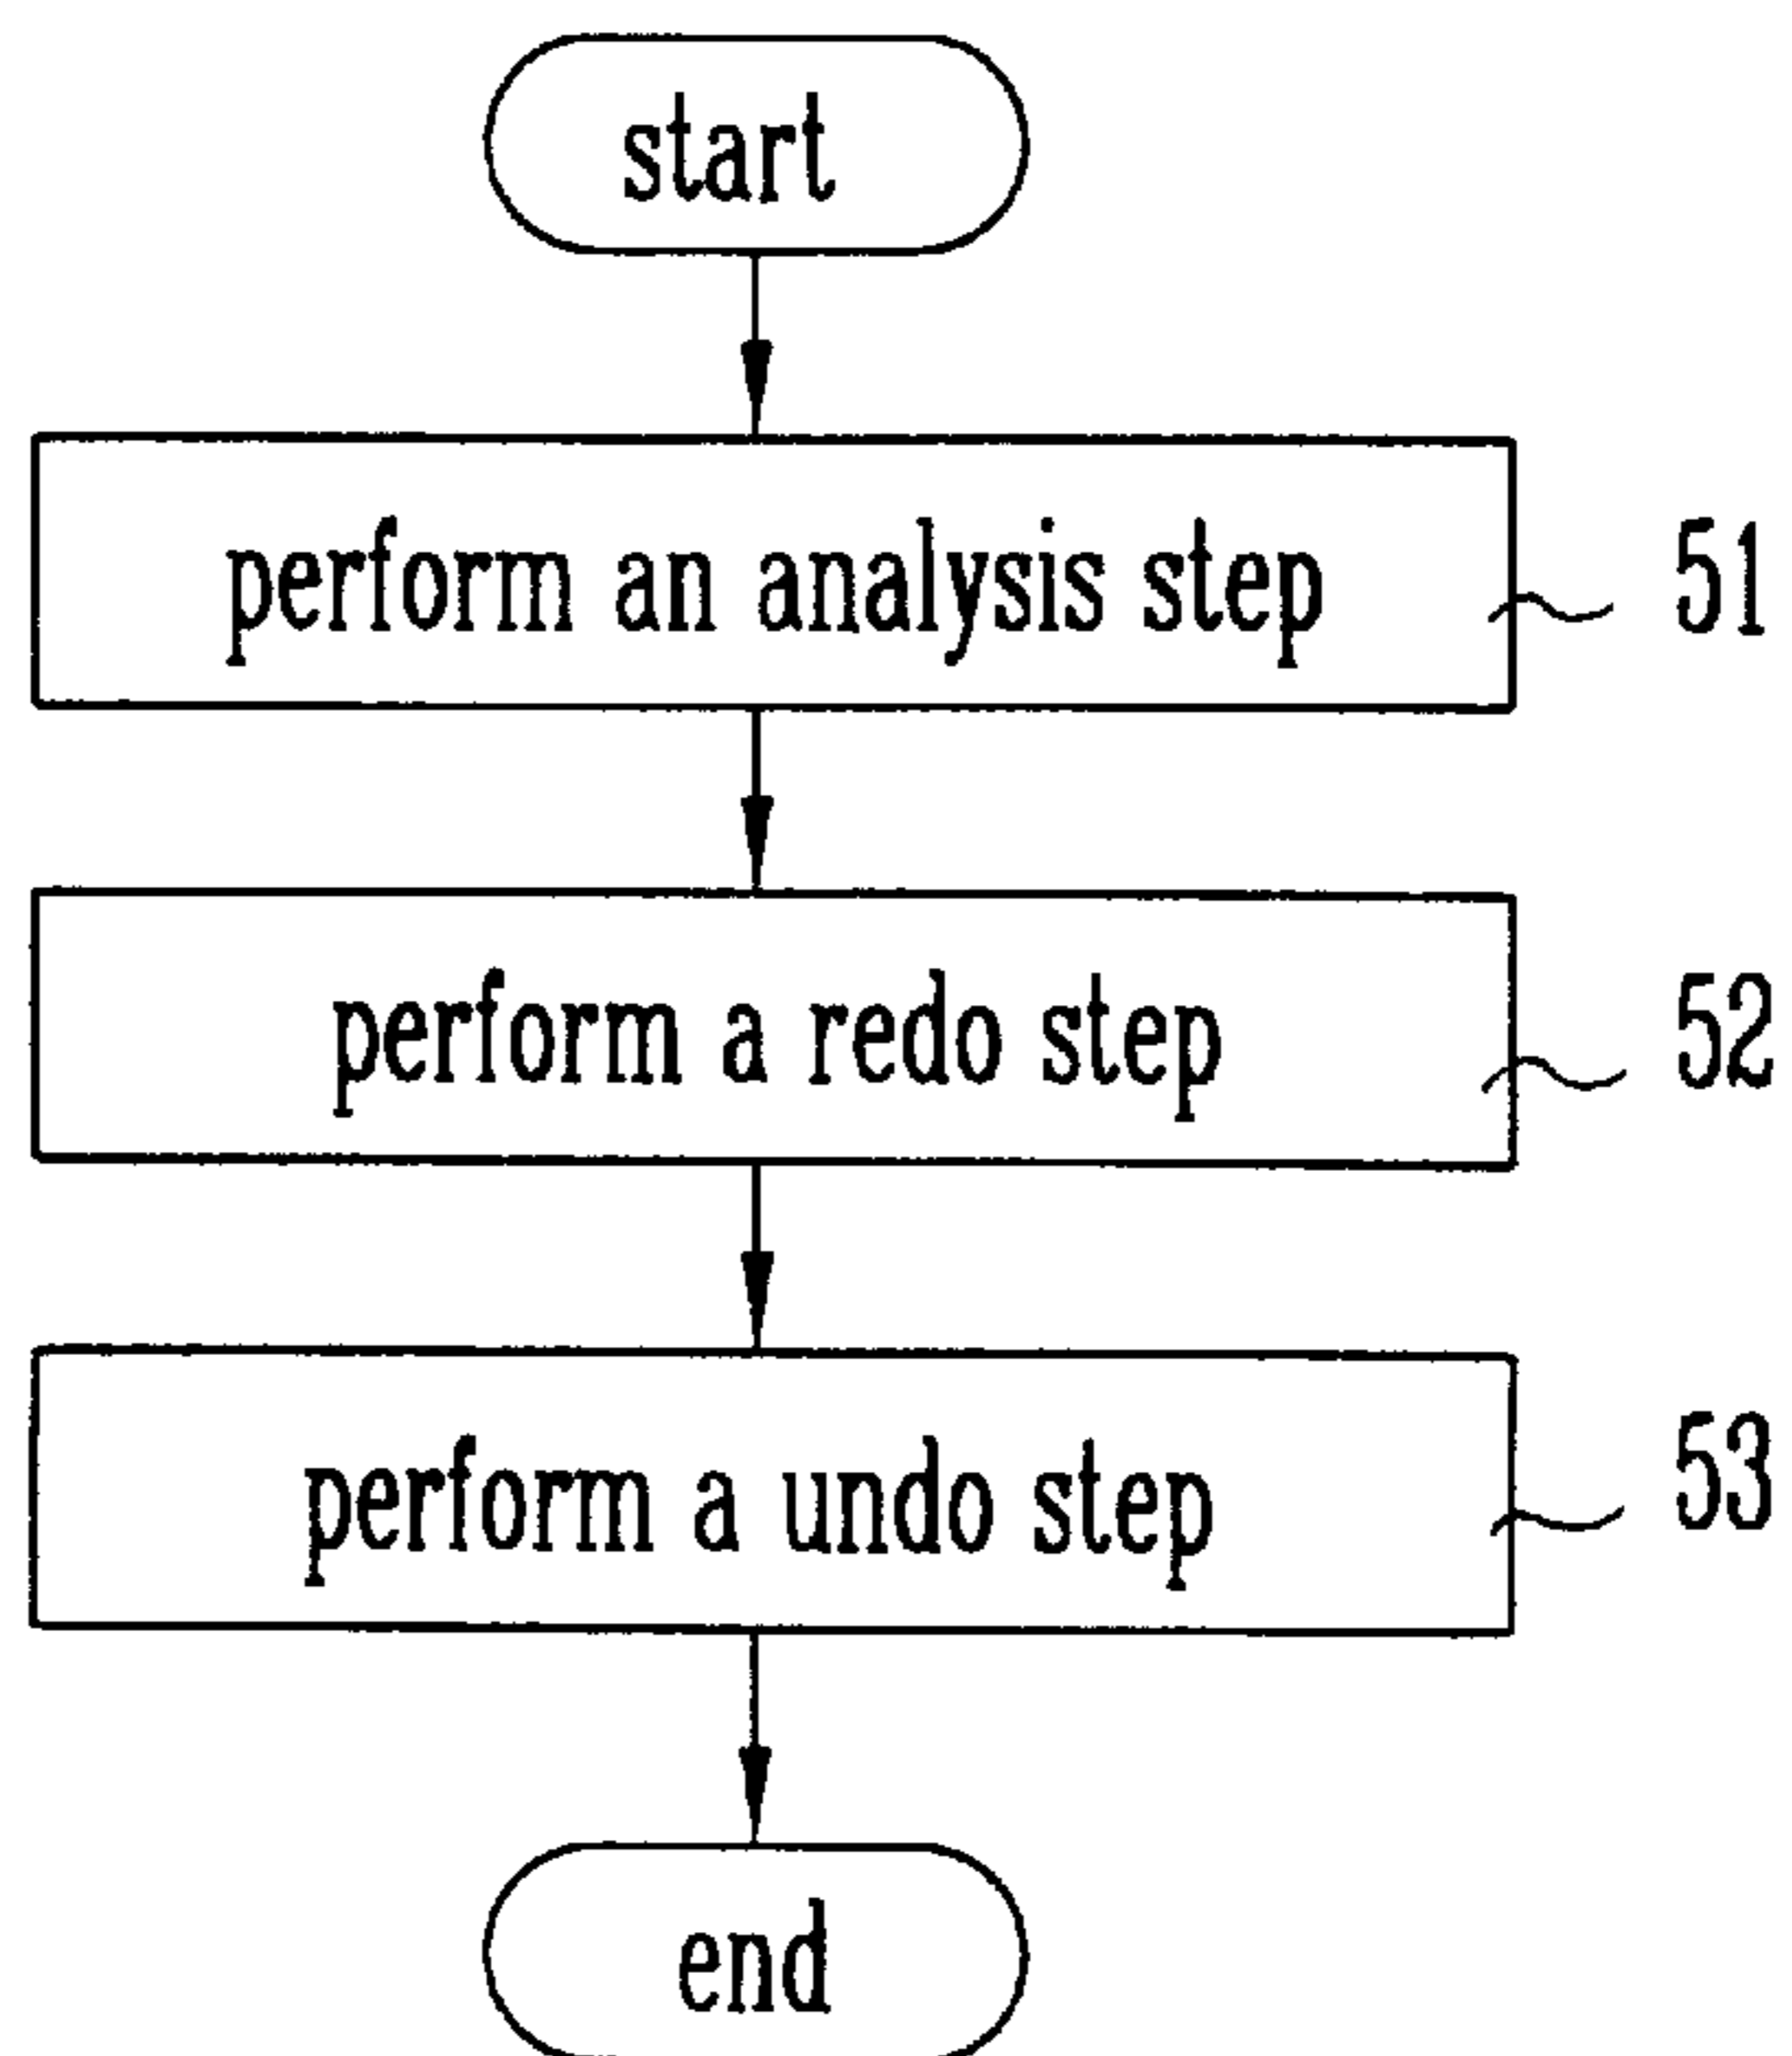 start
perform an analysis step 51
perform a redo step 52
perform a undo step 53
end